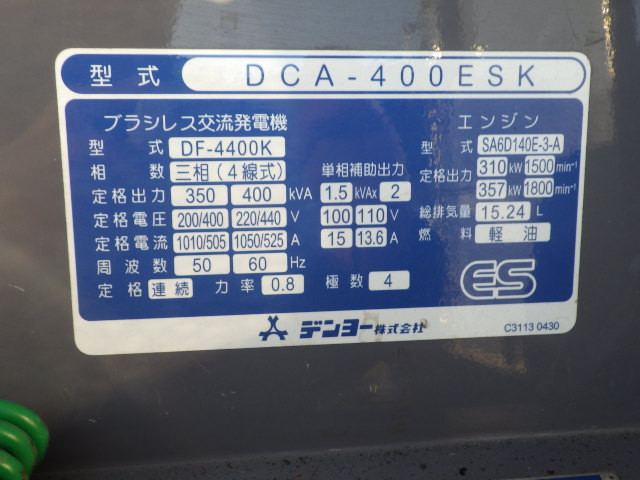 型式 DCA-400ESK
ブラシレス交流発電機
型式 DF-4400K
相数 三相(4線式) 単相補助出力
定格出力 350 400 kVA 1.5 kVAx 2
定格電圧 200/400 220/440 V 100 110 V
定格電流 1010/505 1050/525 A 15 13.6 A
周波数 50 60 Hz
定格 連続 力率 0.8 極数 4
エンジン
型式 SA6D140E-3-A
定格出力 310 kW 1500 min⁻¹
357 kW 1800 min⁻¹
総排気量 15.24 L
燃料 軽油
ES
デンヨー株式会社
C3113 0430